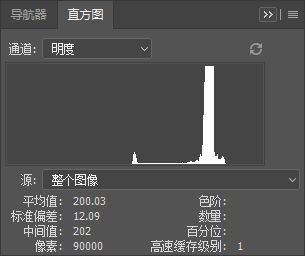 导航器 直方图
通道: 明度
源: 整个图像
平均值: 200.03 色阶:
标准偏差: 12.09 数量:
中间值: 202 百分位:
像素: 90000 高速缓存级别: 1